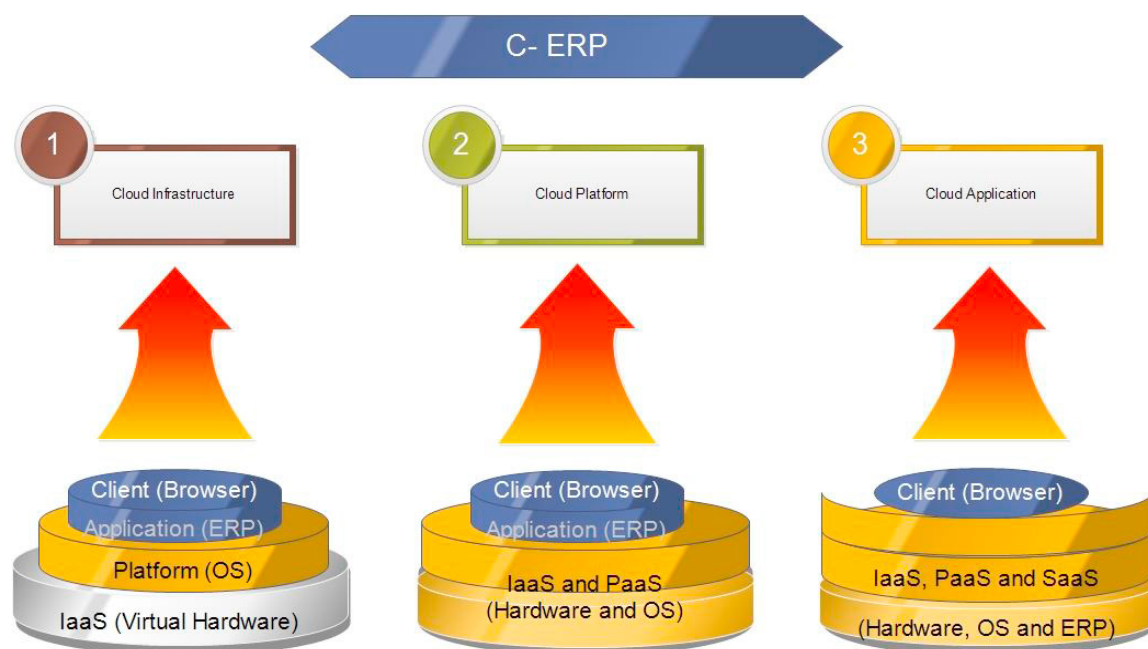 C- ERP
1
Cloud Infrastructure
2
Cloud Platform
3
Cloud Application
Client (Browser)
Application (ERP)
Platform (OS)
IaaS (Virtual Hardware)
Client (Browser)
Application (ERP)
IaaS and PaaS
(Hardware and OS)
Client (Browser)
IaaS, PaaS and SaaS
(Hardware, OS and ERP)